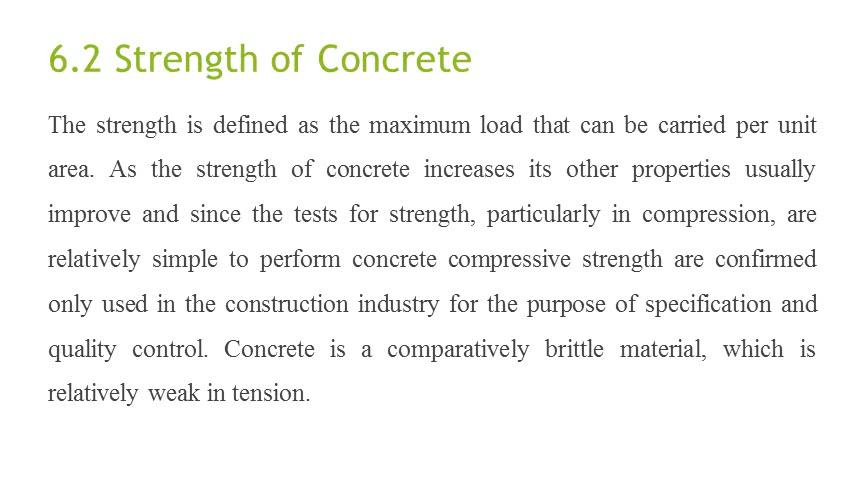 6.2 Strength of Concrete
The strength is defined as the maximum load that can be carried per unit
area. As the strength of concrete increases its other properties usually
improve and since the tests for strength, particularly in compression, are
relatively simple to perform concrete compressive strength are confirmed
only used in the construction industry for the purpose of specification and
quality control. Concrete is a comparatively brittle material, which is
relatively weak in tension.